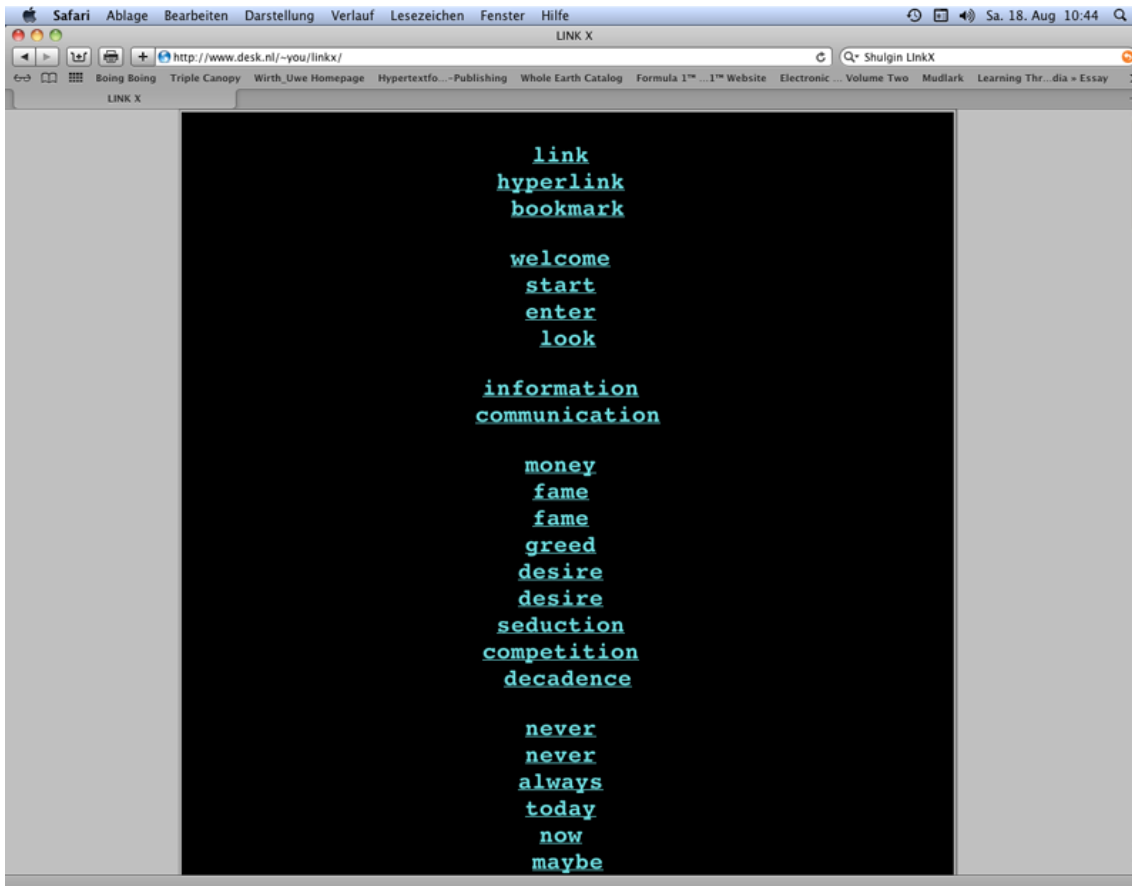 Safari Ablage Bearbeiten Darstellung Verlauf Lesezeichen Fenster Hilfe Sa. 18. Aug 10:44
LINK X
http://www.desk.nl/~you/linkx/ Shulgin LInkX
Boing Boing Triple Canopy Wirth_Uwe Homepage Hypertextfo...-Publishing Whole Earth Catalog Formula 1™ ...1™ Website Electronic ... Volume Two Mudlark Learning Thr...dia » Essay
LINK X
link
hyperlink
bookmark
welcome
start
enter
look
information
communication
money
fame
fame
greed
desire
desire
seduction
competition
decadence
never
never
always
today
now
maybe